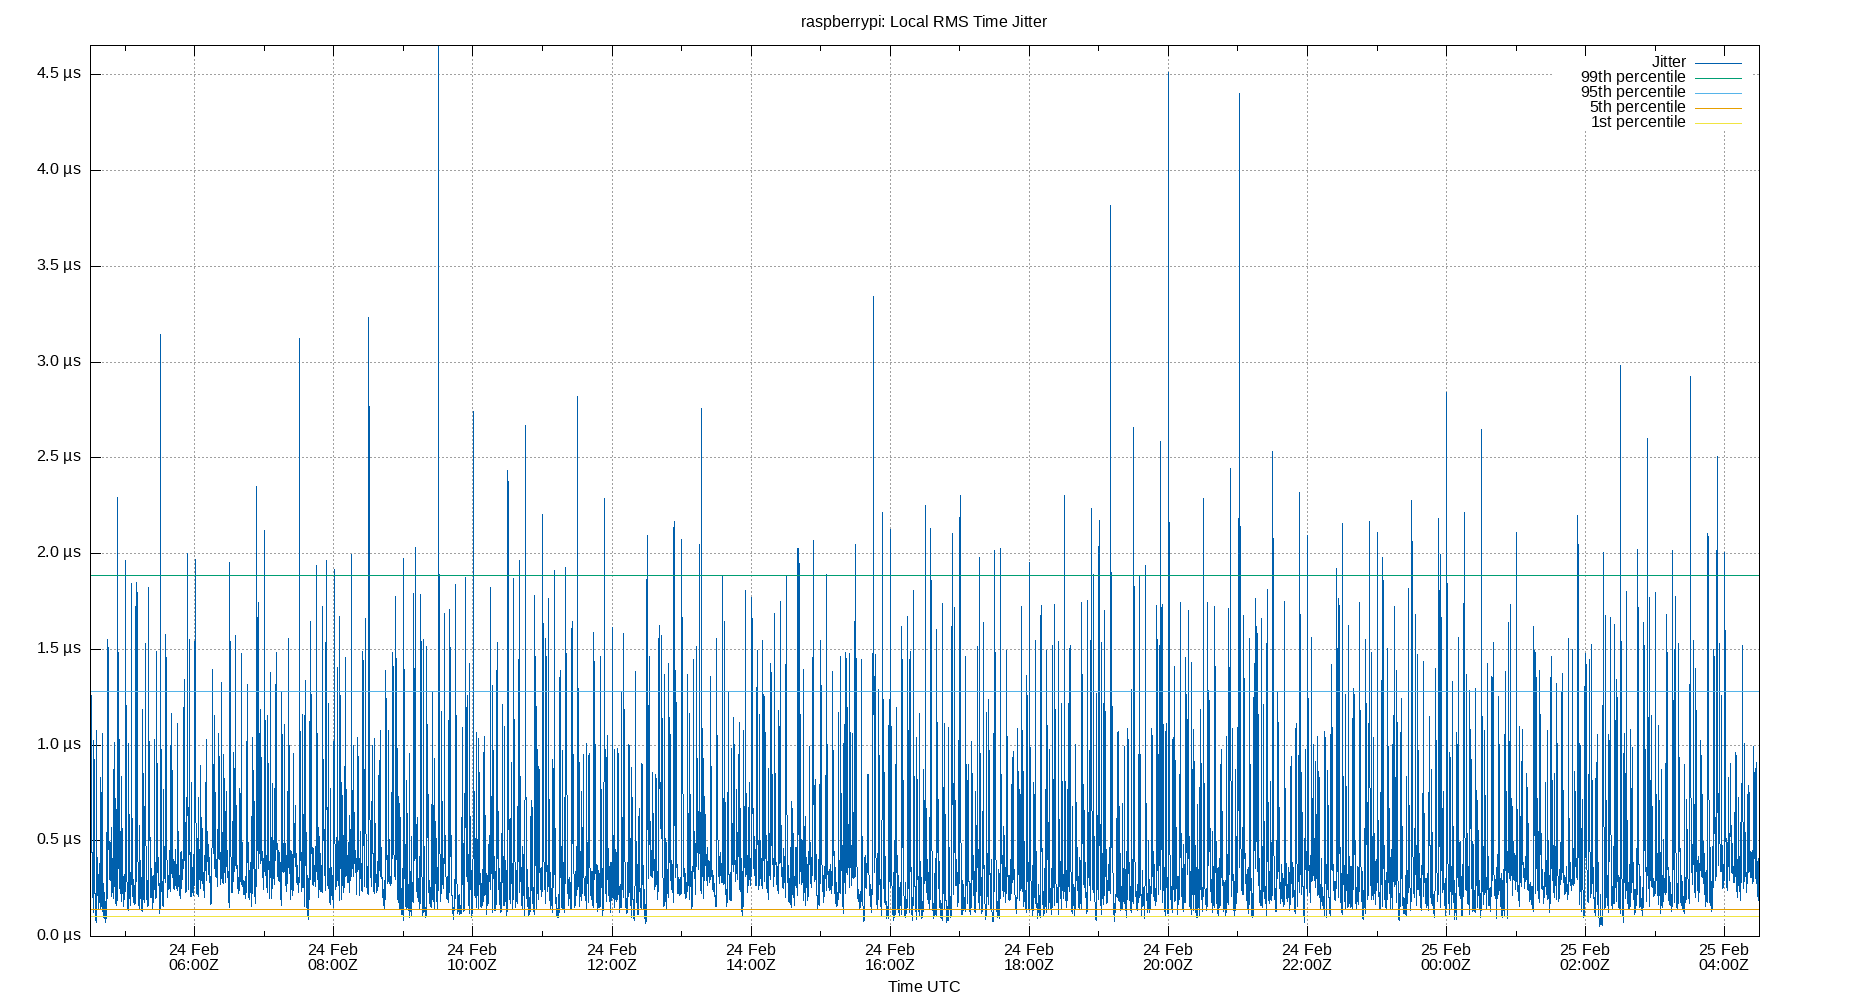 raspberrypi: Local RMS Time Jitter
4.5 µs
4.0 µs
3.5 µs
3.0 µs
2.5 µs
2.0 µs
1.5 µs
1.0 µs
0.5 µs
0.0 µs
Jitter
99th percentile
95th percentile
5th percentile
1st percentile
24 Feb 24 Feb 24 Feb 24 Feb 24 Feb 24 Feb 24 Feb 24 Feb 24 Feb 25 Feb 25 Feb 25 Feb
06:00Z 08:00Z 10:00Z 12:00Z 14:00Z 16:00Z 18:00Z 20:00Z 22:00Z 00:00Z 02:00Z 04:00Z
Time UTC